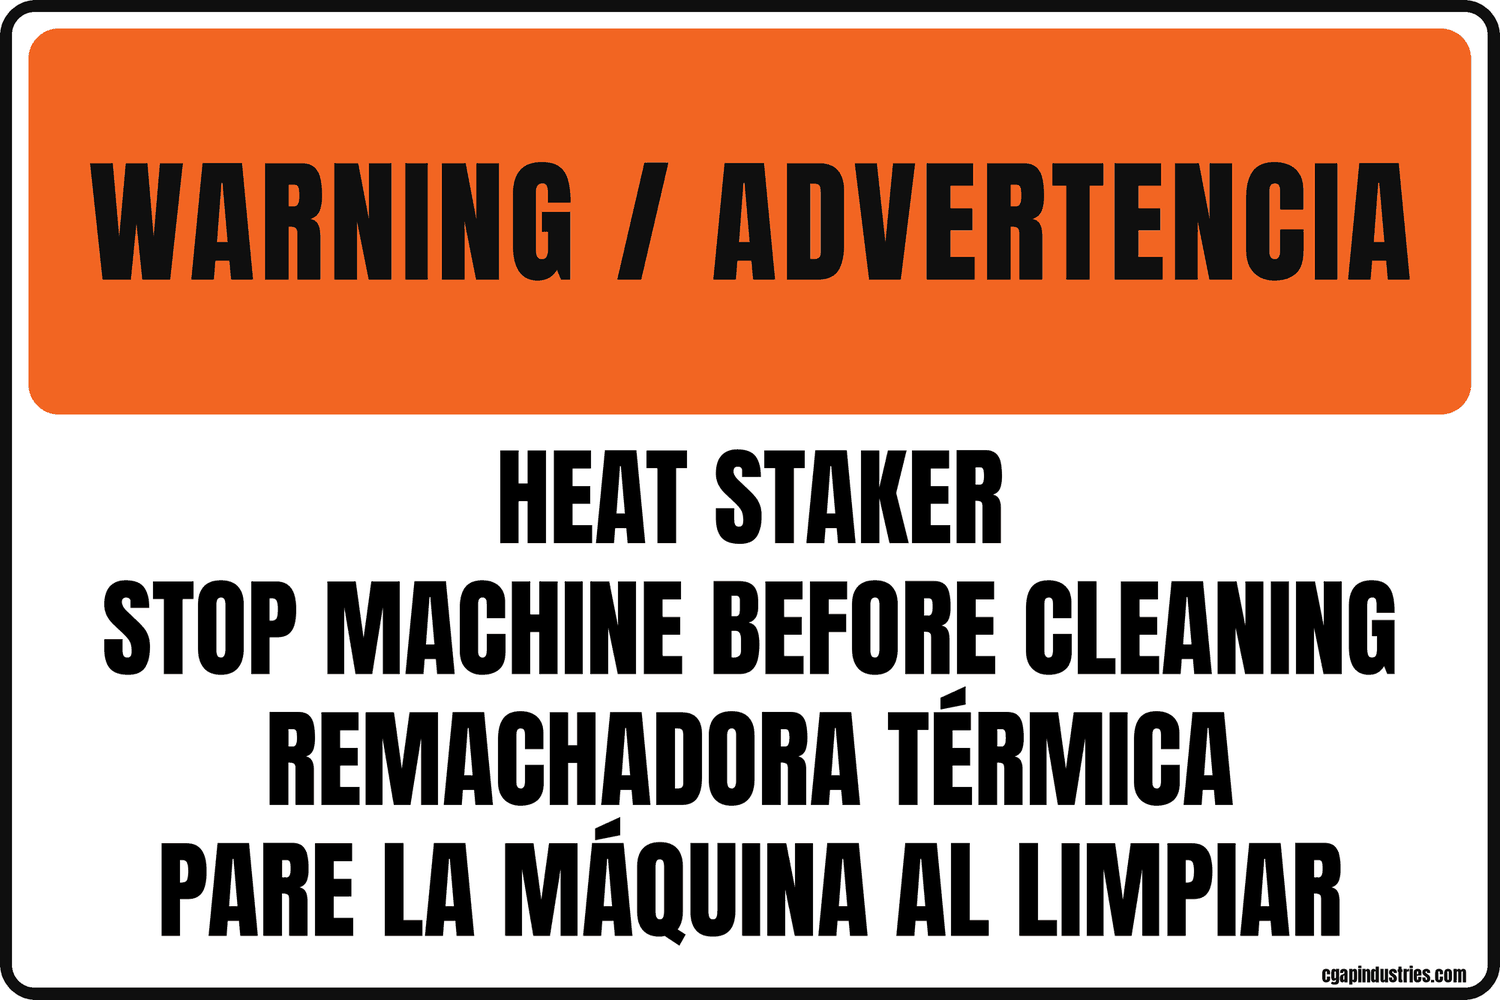 WARNING / ADVERTENCIA
HEAT STAKER
STOP MACHINE BEFORE CLEANING
REMACHADORA TÉRMICA
PARE LA MÁQUINA AL LIMPIAR
cgapindustries.com